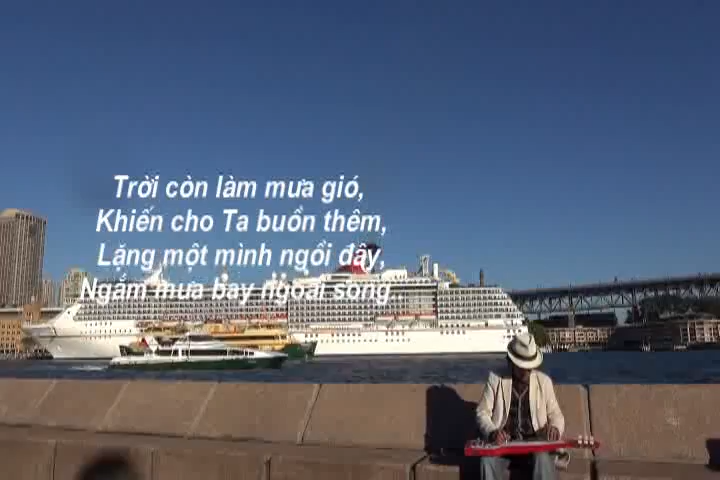 Trời còn làm mưa gió,
Khiến cho Ta buồn thêm,
Lặng một mình ngồi đây,
Ngắm mưa bay ngoài song